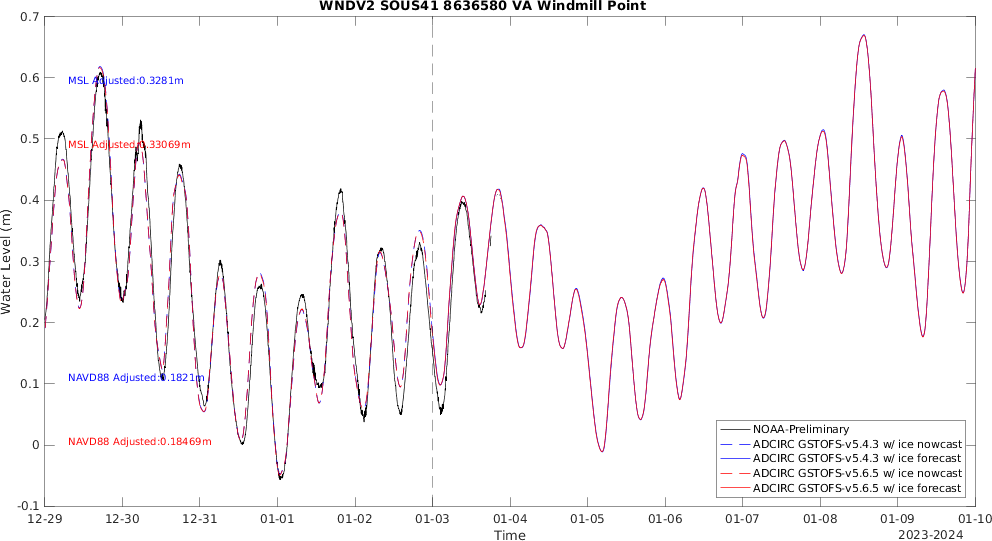 WNDV2 SOUS41 8636580 VA Windmill Point
0.7
0.6
0.5
0.4
0.3
0.2
0.1
0
-0.1
Water Level (m)
MSL Adjusted:0.3281m
MSL Adjusted:0.33069m
NAVD88 Adjusted:0.1821m
NAVD88 Adjusted:0.18469m
NOAA-Preliminary
ADCIRC GSTOFS-v5.4.3 w/ ice nowcast
ADCIRC GSTOFS-v5.4.3 w/ ice forecast
ADCIRC GSTOFS-v5.6.5 w/ ice nowcast
ADCIRC GSTOFS-v5.6.5 w/ ice forecast
12-29 12-30 12-31 01-01 01-02 01-03 01-04 01-05 01-06 01-07 01-08 01-09 01-10
Time
2023-2024